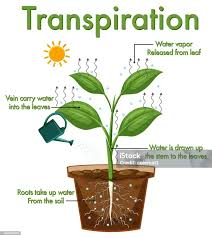 Transpiration
Water vapor
Released from leaf
Vein carry water
into the leaves
Water is drawn up
the stem to the leaves
iStock
Roots take up water
From the soil